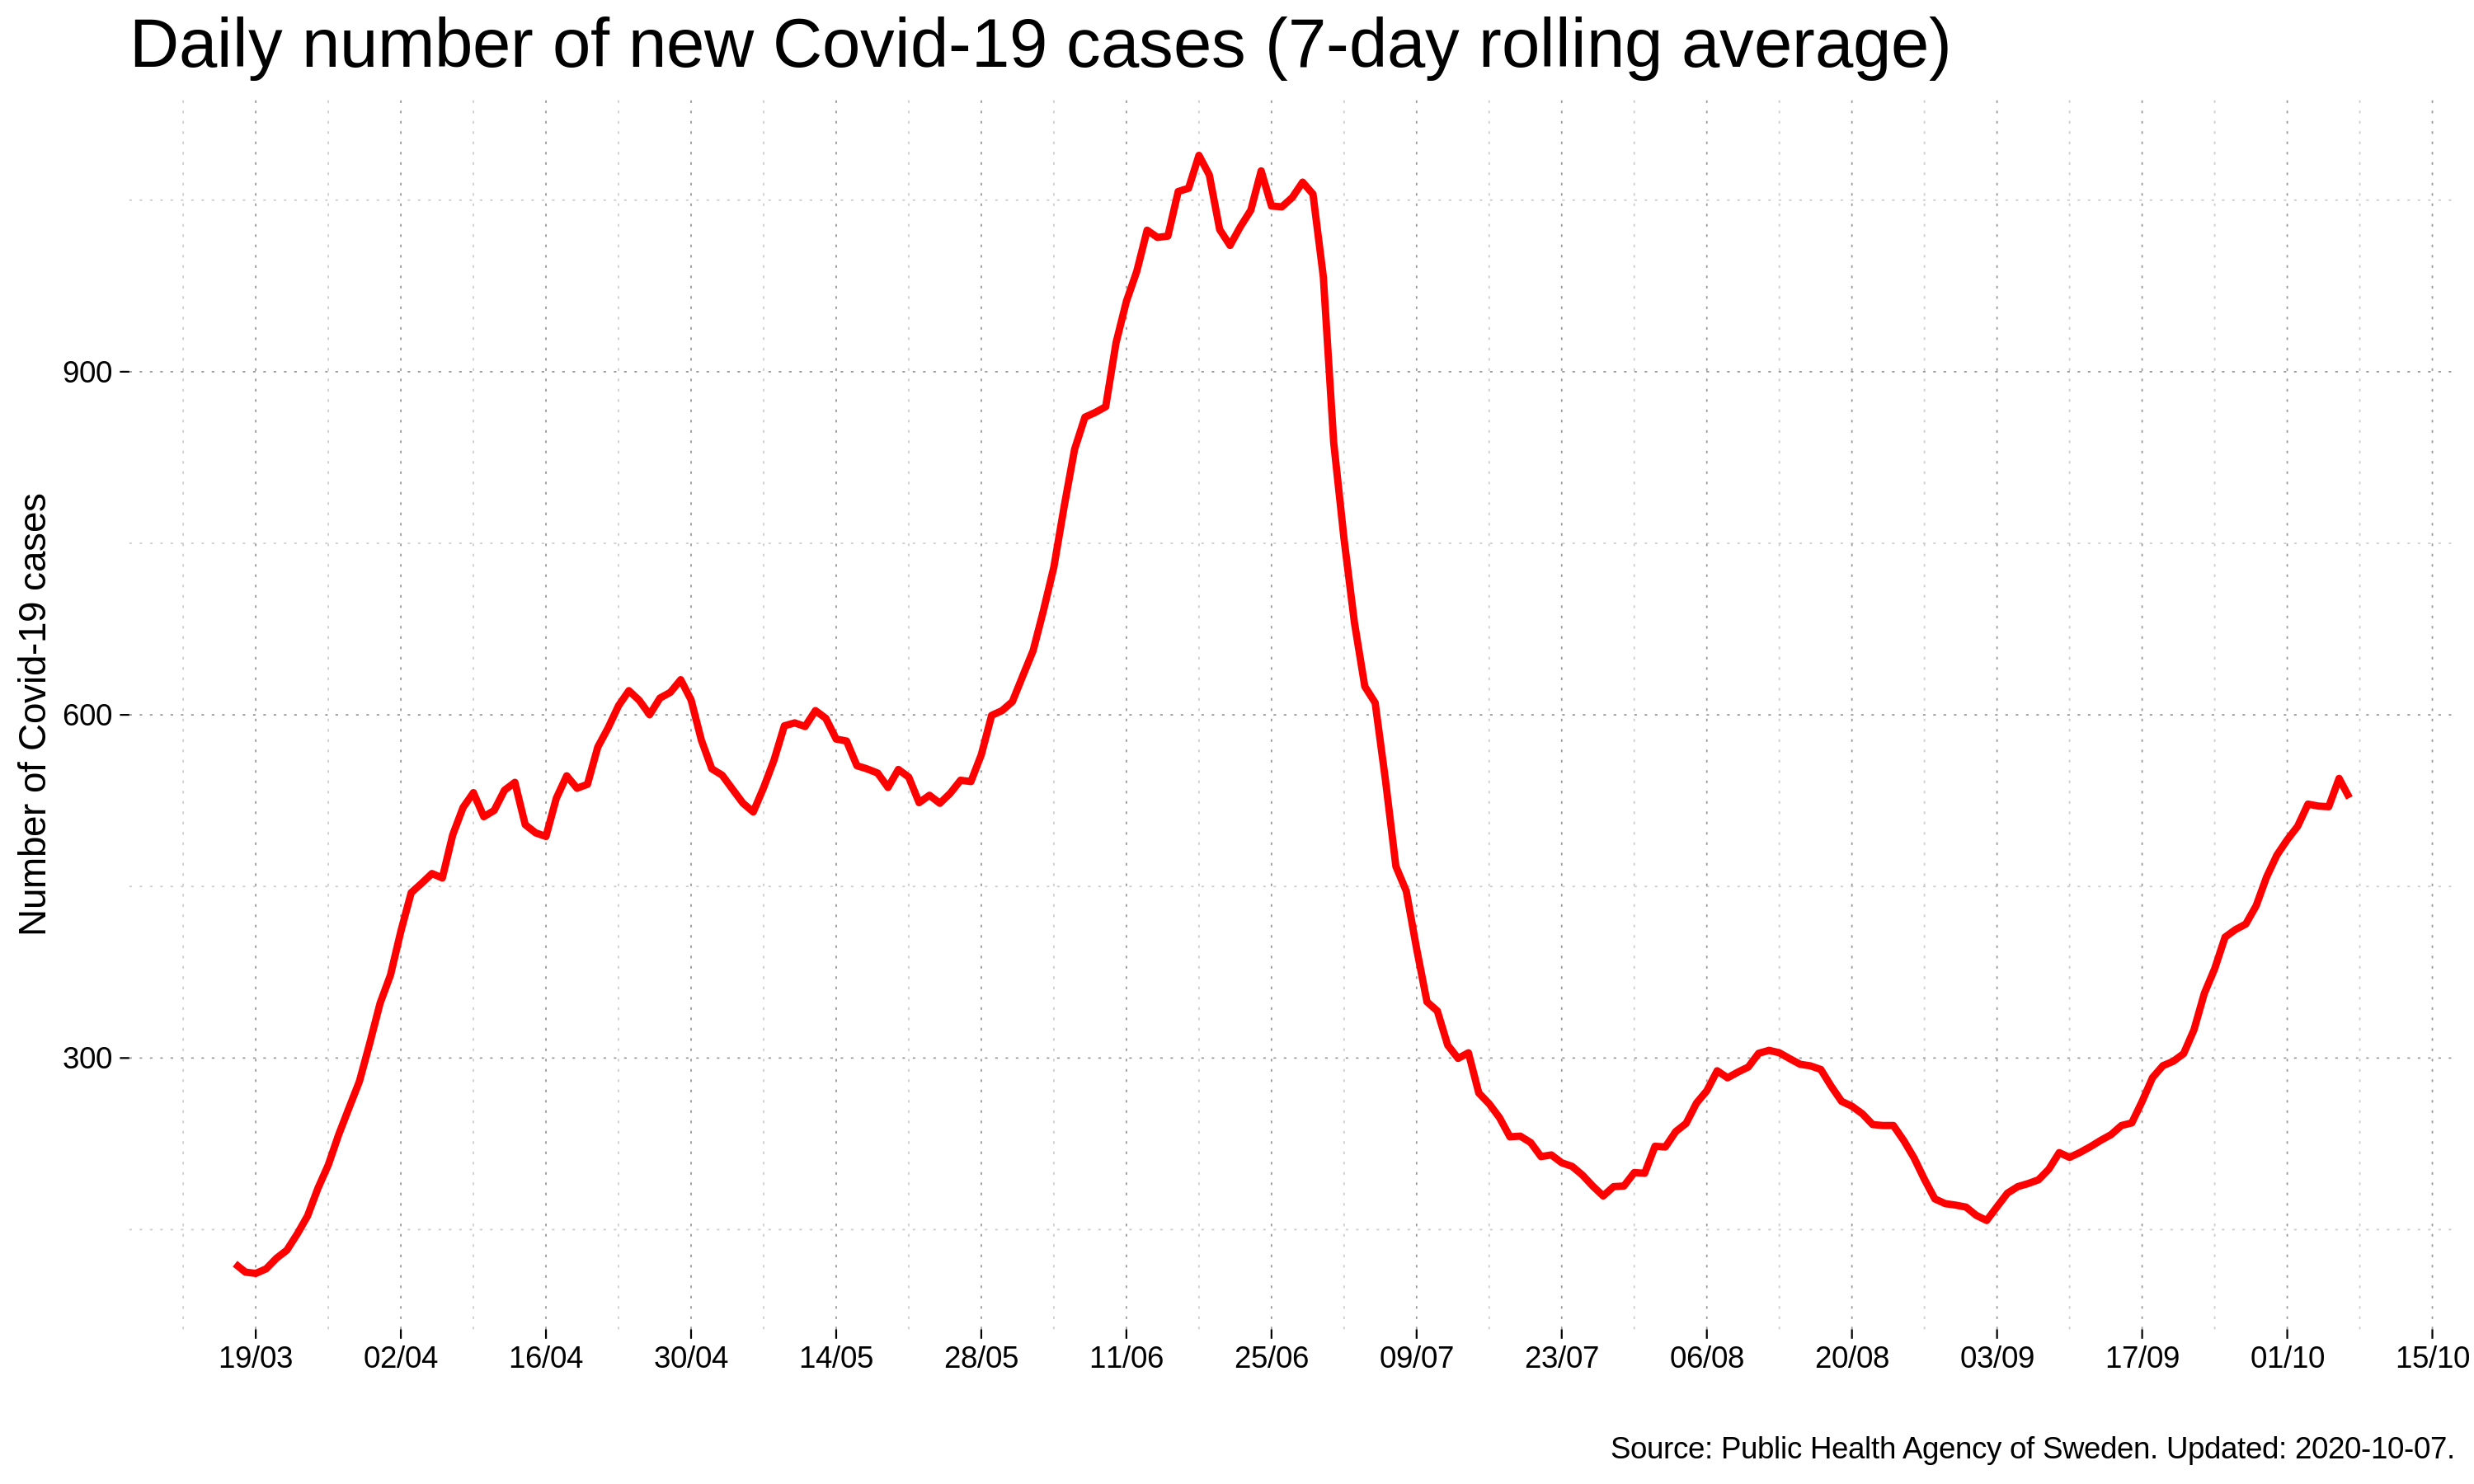 Daily number of new Covid-19 cases (7-day rolling average)
Number of Covid-19 cases
900
600
300
19/03 02/04 16/04 30/04 14/05 28/05 11/06 25/06 09/07 23/07 06/08 20/08 03/09 17/09 01/10 15/10
Source: Public Health Agency of Sweden. Updated: 2020-10-07.